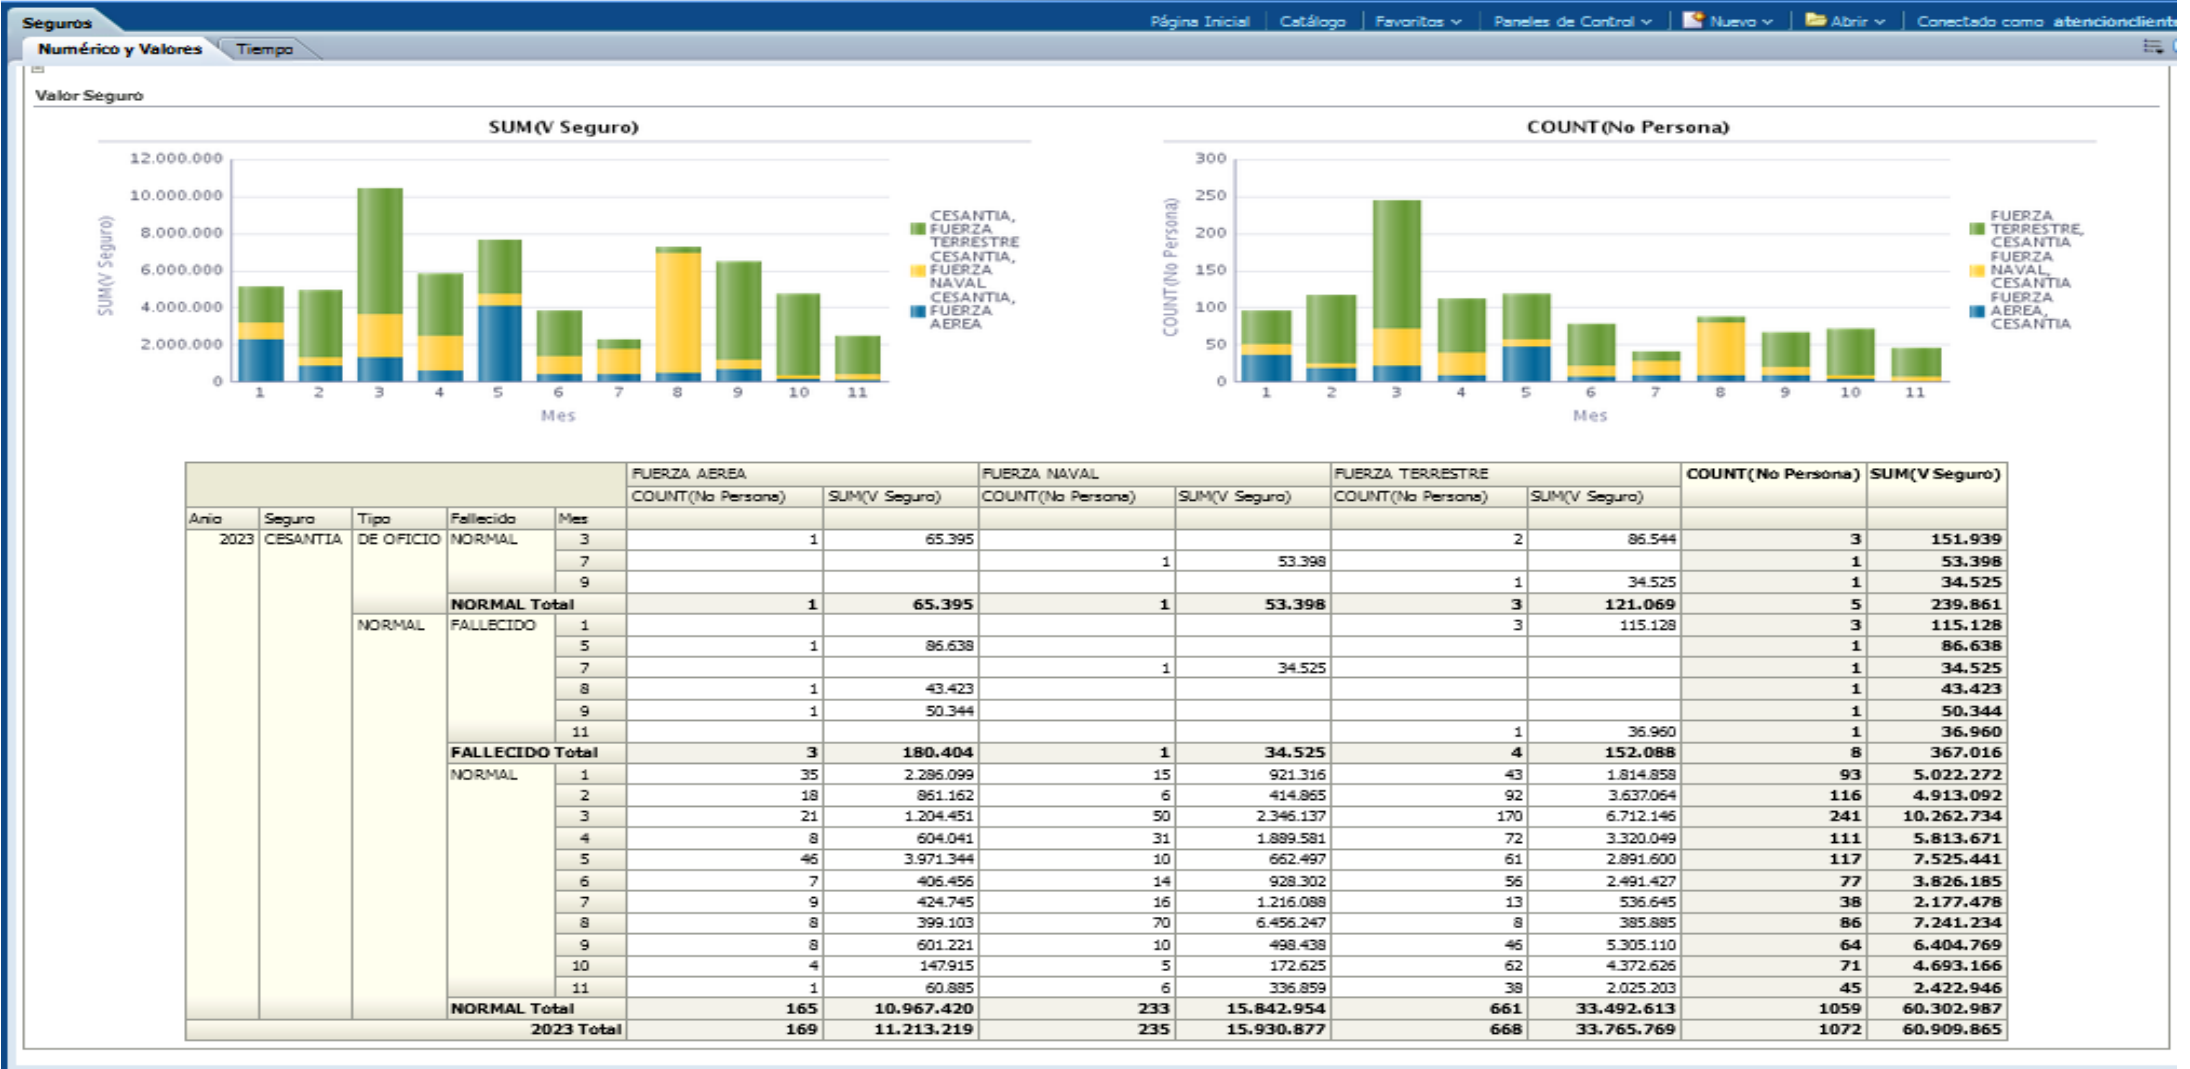 Seguros Página Inicial Catálogo Favoritos Paneles de Control Nuevo Abrir Conectado como atencioncliente
Numérico y Valores Tiempo
Valor Seguro
SUM(V Seguro)
12.000.000
10.000.000
8.000.000
6.000.000
4.000.000
2.000.000
0
SUM(V Seguro)
1 2 3 4 5 6 7 8 9 10 11
Mes
CESANTIA,
FUERZA
TERRESTRE
CESANTIA,
FUERZA
NAVAL
CESANTIA,
FUERZA
AEREA
COUNT(No Persona)
300
250
200
150
100
50
0
COUNT(No Persona)
1 2 3 4 5 6 7 8 9 10 11
Mes
FUERZA
TERRESTRE,
CESANTIA
FUERZA
NAVAL,
CESANTIA
FUERZA
AEREA,
CESANTIA
FUERZA AEREA FUERZA NAVAL FUERZA TERRESTRE COUNT(No Persona) SUM(V Seguro)
COUNT(No Persona) SUM(V Seguro) COUNT(No Persona) SUM(V Seguro) COUNT(No Persona) SUM(V Seguro)
Anio Seguro Tipo Fallecido Mes
2023 CESANTIA DE OFICIO NORMAL 3 1 65.395 2 86.544 3 151.939
7 1 53.398 1 53.398
9 1 34.525 1 34.525
NORMAL Total 1 65.395 1 53.398 3 121.069 5 239.861
NORMAL FALLECIDO 1 3 115.128 3 115.128
5 1 86.638 1 86.638
7 1 34.525 1 34.525
8 1 43.423 1 43.423
9 1 50.344 1 50.344
11 1 36.960 1 36.960
FALLECIDO Total 3 180.404 1 34.525 4 152.088 8 367.016
NORMAL 1 35 2.286.099 15 921.316 43 1.814.858 93 5.022.272
2 18 861.162 6 414.865 92 3.637.064 116 4.913.092
3 21 1.204.451 50 2.346.137 170 6.712.146 241 10.262.734
4 8 604.041 31 1.889.581 72 3.320.049 111 5.813.671
5 46 3.971.344 10 662.497 61 2.891.600 117 7.525.441
6 7 406.456 14 928.302 56 2.491.427 77 3.826.185
7 9 424.745 16 1.216.088 13 536.645 38 2.177.478
8 8 399.103 70 6.456.247 8 385.885 86 7.241.234
9 8 601.221 10 498.438 46 5.305.110 64 6.404.769
10 4 147.915 5 172.625 62 4.372.626 71 4.693.166
11 1 60.885 6 336.859 38 2.025.203 45 2.422.946
NORMAL Total 165 10.967.420 233 15.842.954 661 33.492.613 1059 60.302.987
2023 Total 169 11.213.219 235 15.930.877 668 33.765.769 1072 60.909.865